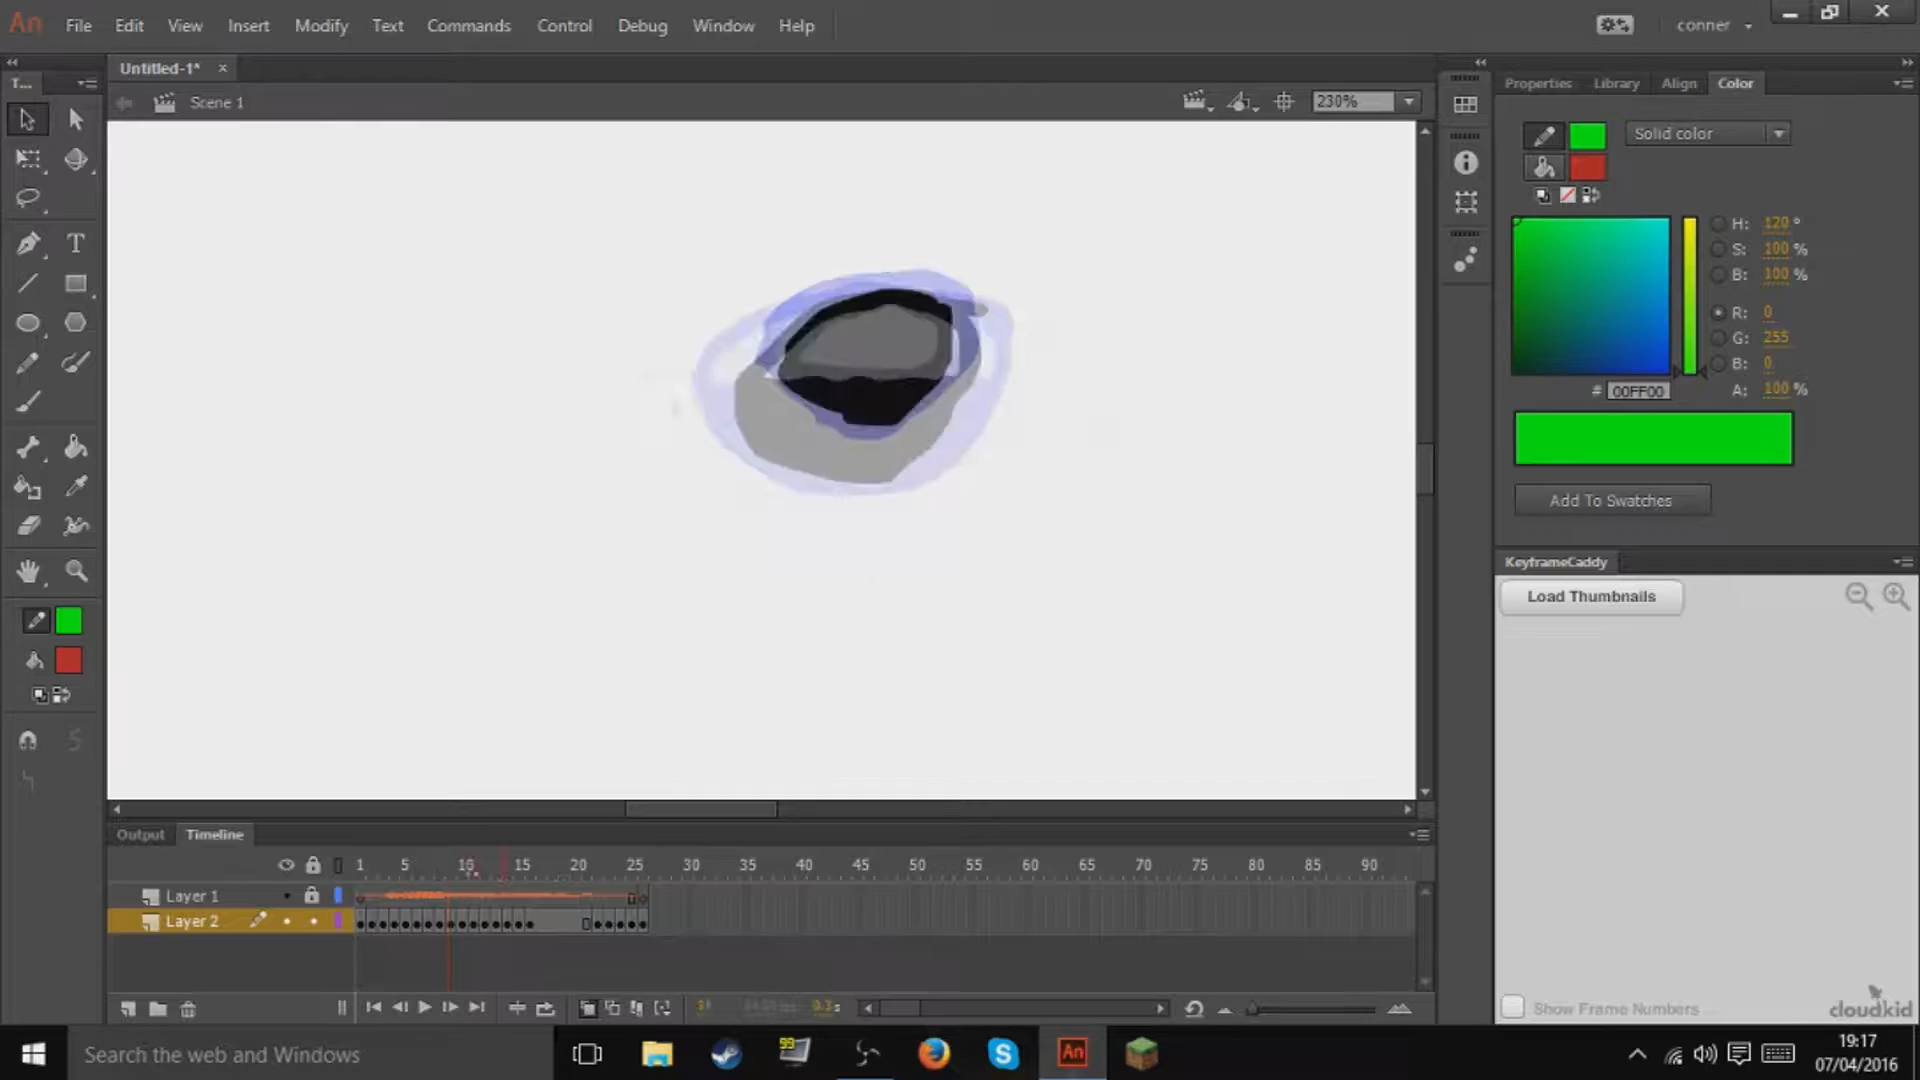 An File Edit View Insert Modify Text Commands Control Debug Window Help conner
T... Untitled-1* × Properties Library Align Color
Scene 1 230%
Solid color
H: 120 °
S: 100 %
B: 100 %
R: 0
G: 255
B: 0
# 00FF00 A: 100 %
Add To Swatches
KeyframeCaddy
Load Thumbnails
Output Timeline
1 5 10 15 20 25 30 35 40 45 50 55 60 65 70 75 80 85 90
Layer 1
Layer 2
0.3s
Show Frame Numbers cloudkid
Search the web and Windows 99 An 19:17
07/04/2016